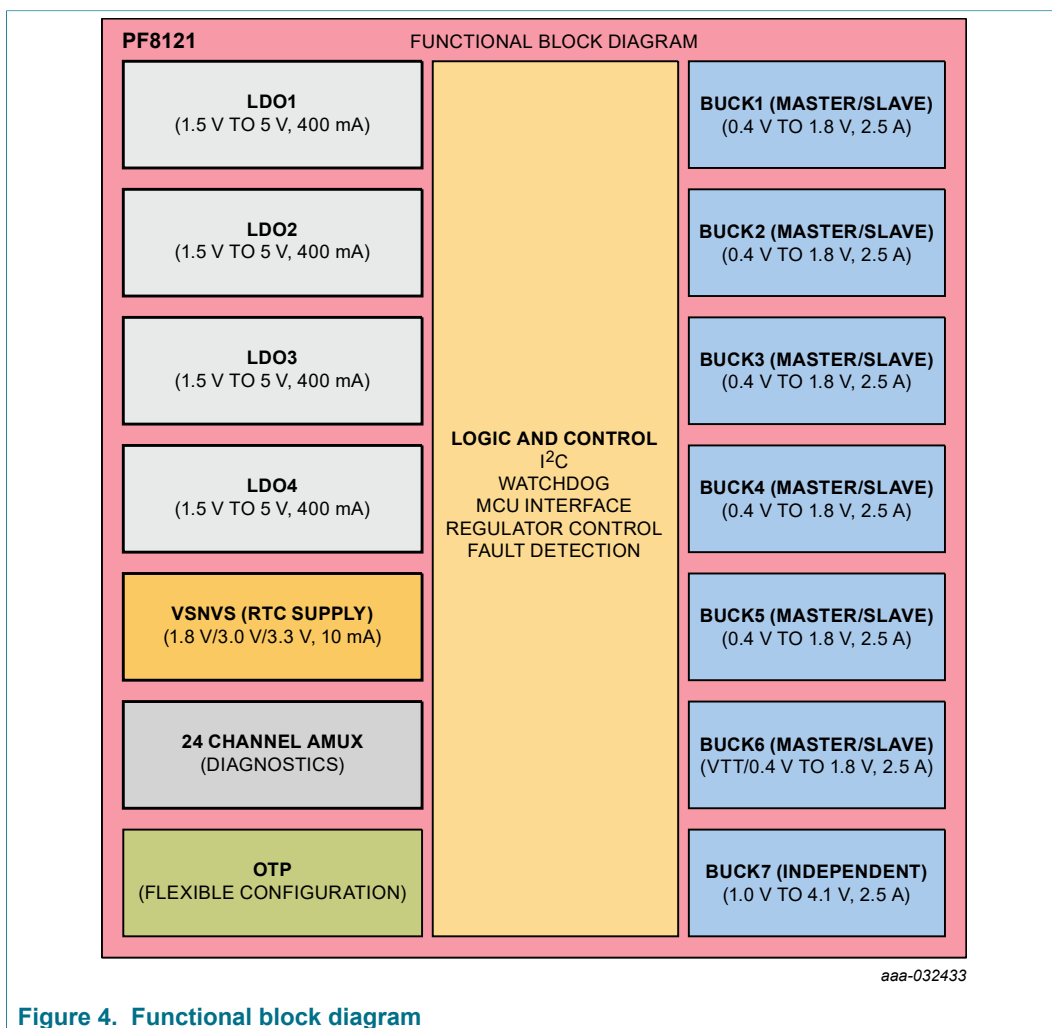 PF8121
FUNCTIONAL BLOCK DIAGRAM
LDO1
(1.5 V TO 5 V, 400 mA)
LDO2
(1.5 V TO 5 V, 400 mA)
LDO3
(1.5 V TO 5 V, 400 mA)
LDO4
(1.5 V TO 5 V, 400 mA)
VSNVS (RTC SUPPLY)
(1.8 V/3.0 V/3.3 V, 10 mA)
24 CHANNEL AMUX
(DIAGNOSTICS)
OTP
(FLEXIBLE CONFIGURATION)
LOGIC AND CONTROL
I²C
WATCHDOG
MCU INTERFACE
REGULATOR CONTROL
FAULT DETECTION
BUCK1 (MASTER/SLAVE)
(0.4 V TO 1.8 V, 2.5 A)
BUCK2 (MASTER/SLAVE)
(0.4 V TO 1.8 V, 2.5 A)
BUCK3 (MASTER/SLAVE)
(0.4 V TO 1.8 V, 2.5 A)
BUCK4 (MASTER/SLAVE)
(0.4 V TO 1.8 V, 2.5 A)
BUCK5 (MASTER/SLAVE)
(0.4 V TO 1.8 V, 2.5 A)
BUCK6 (MASTER/SLAVE)
(VTT/0.4 V TO 1.8 V, 2.5 A)
BUCK7 (INDEPENDENT)
(1.0 V TO 4.1 V, 2.5 A)
aaa-032433
Figure 4. Functional block diagram